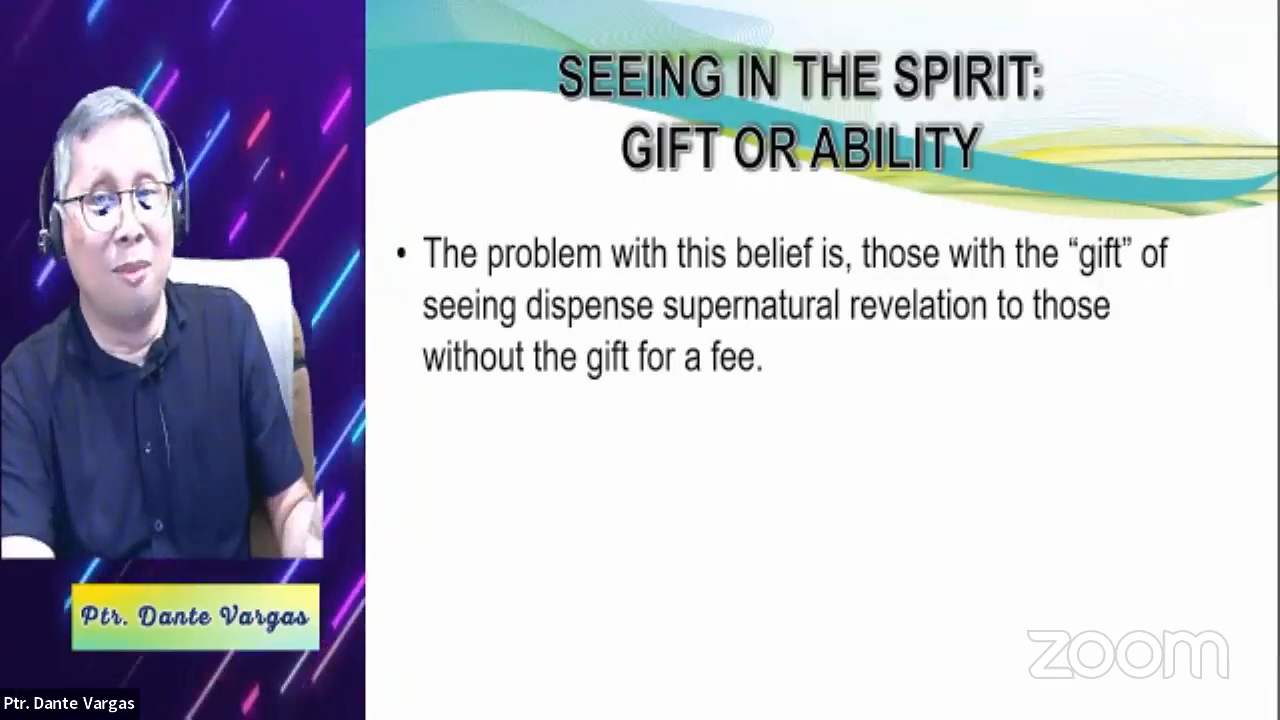 SEEING IN THE SPIRIT:
GIFT OR ABILITY
• The problem with this belief is, those with the “gift” of
seeing dispense supernatural revelation to those
without the gift for a fee.
Ptr. Dante Vargas
zoom
Ptr. Dante Vargas